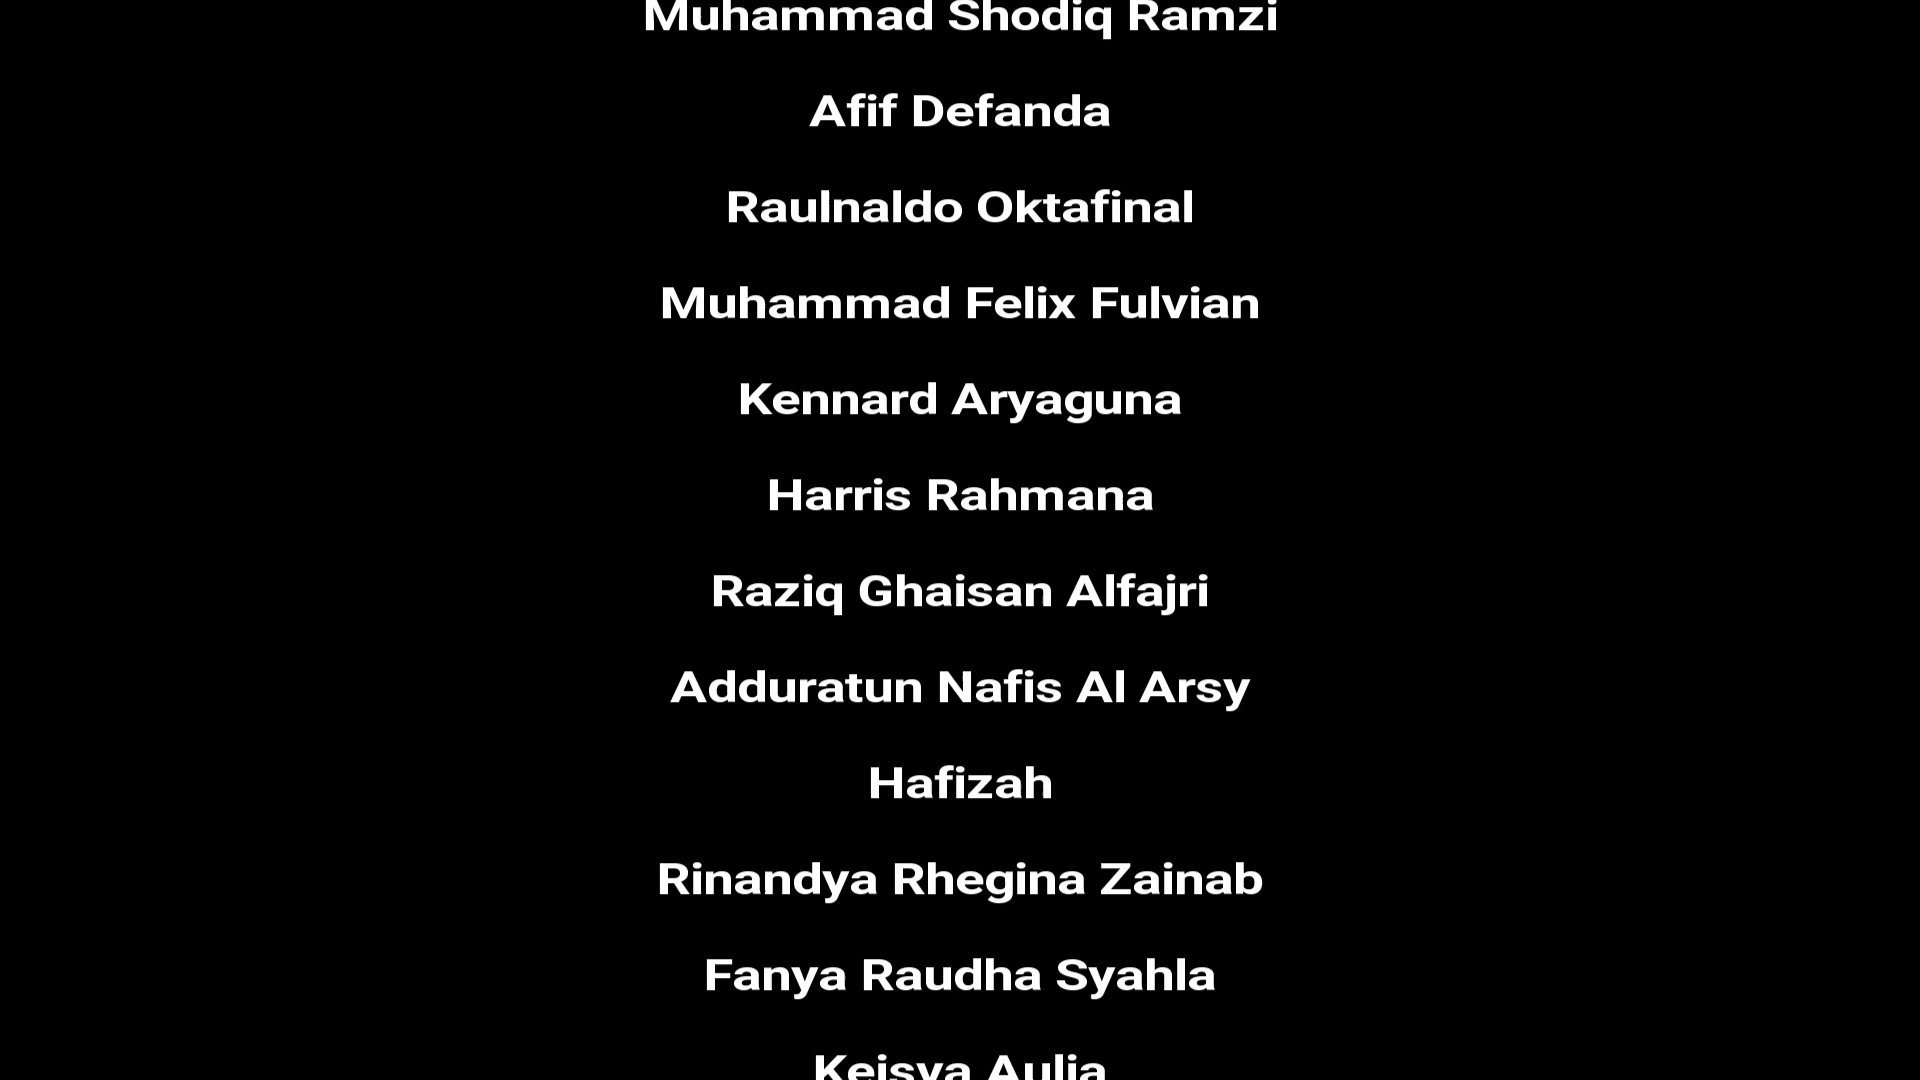 Muhammad Shodiq Ramzi
Afif Defanda
Raulnaldo Oktafinal
Muhammad Felix Fulvian
Kennard Aryaguna
Harris Rahmana
Raziq Ghaisan Alfajri
Adduratun Nafis Al Arsy
Hafizah
Rinandya Rhegina Zainab
Fanya Raudha Syahla
Keisya Aulia